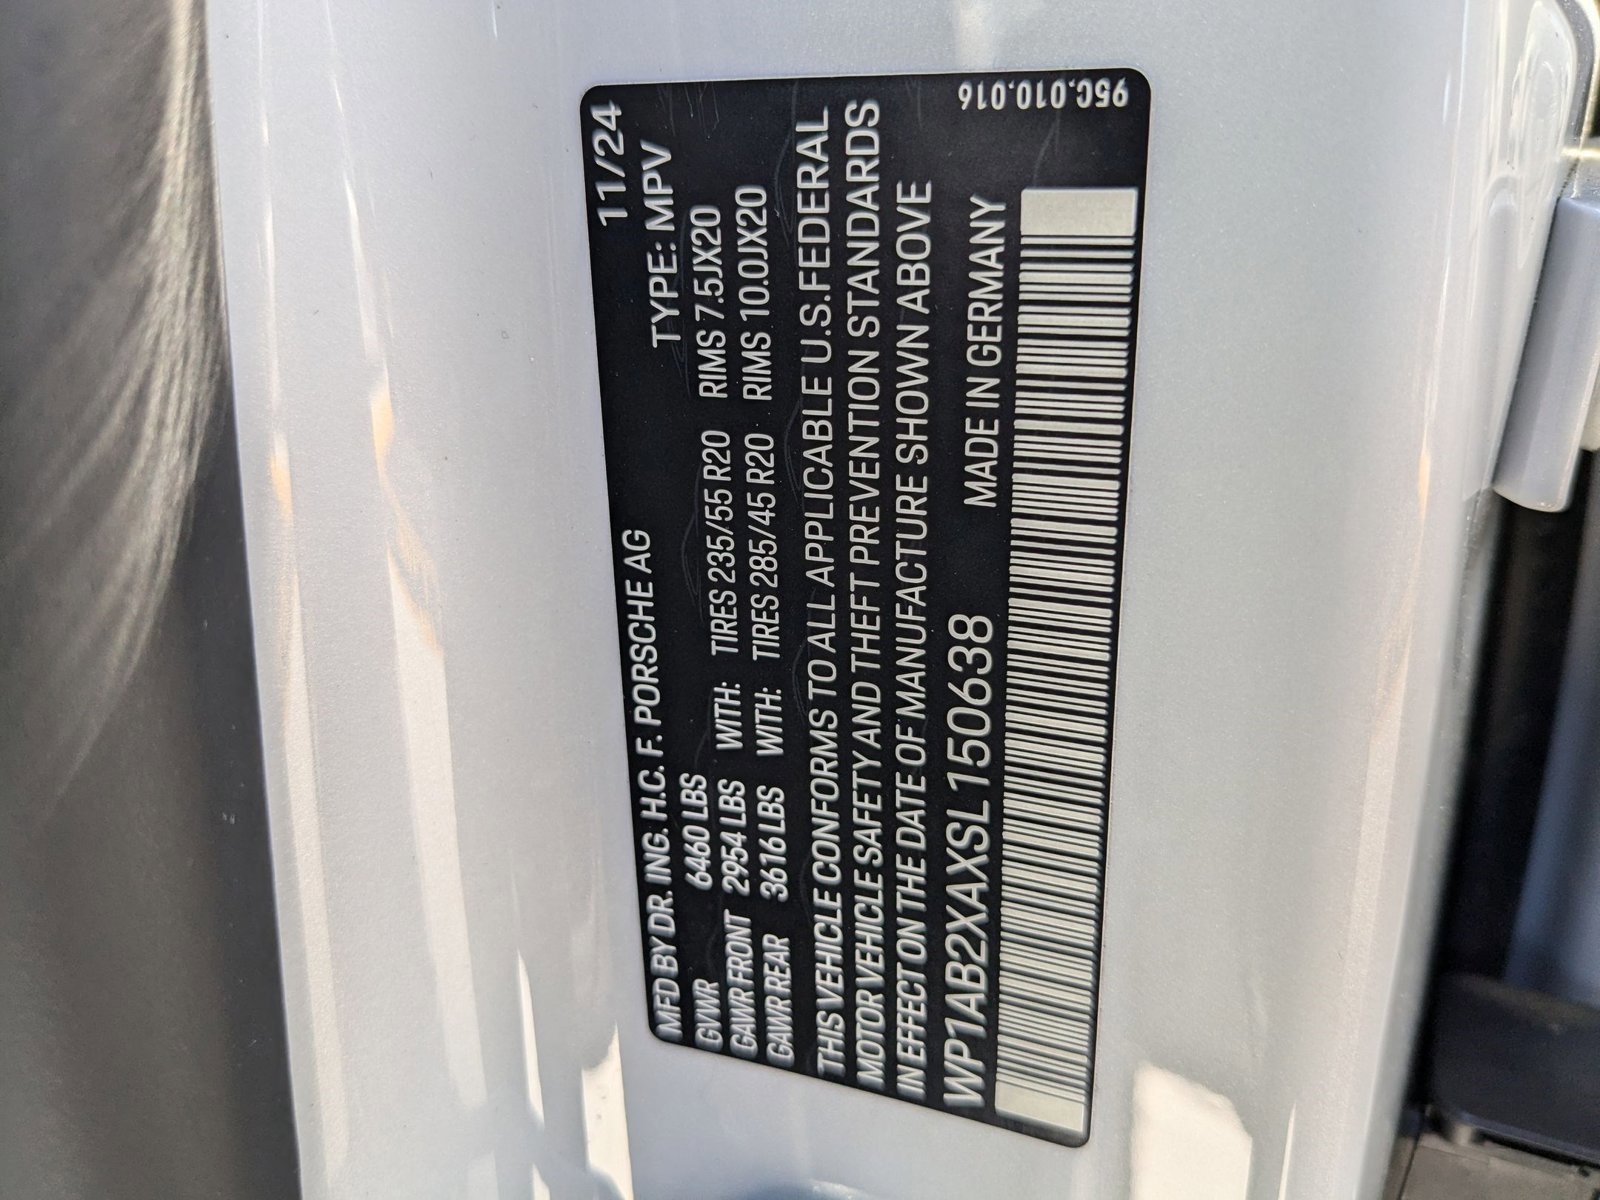 11/24
MFD BY DR. ING. H.C. F. PORSCHE AG TYPE: MPV
GVWR 6460 LBS WITH: TIRES 235/55 R20 RIMS 7.5JX20
GAWR FRONT 2954 LBS WITH: TIRES 285/45 R20 RIMS 10.0JX20
GAWR REAR 3616 LBS
THIS VEHICLE CONFORMS TO ALL APPLICABLE U.S. FEDERAL
MOTOR VEHICLE SAFETY AND THEFT PREVENTION STANDARDS
IN EFFECT ON THE DATE OF MANUFACTURE SHOWN ABOVE
WP1AB2XAXSL150638 MADE IN GERMANY
95C.010.016